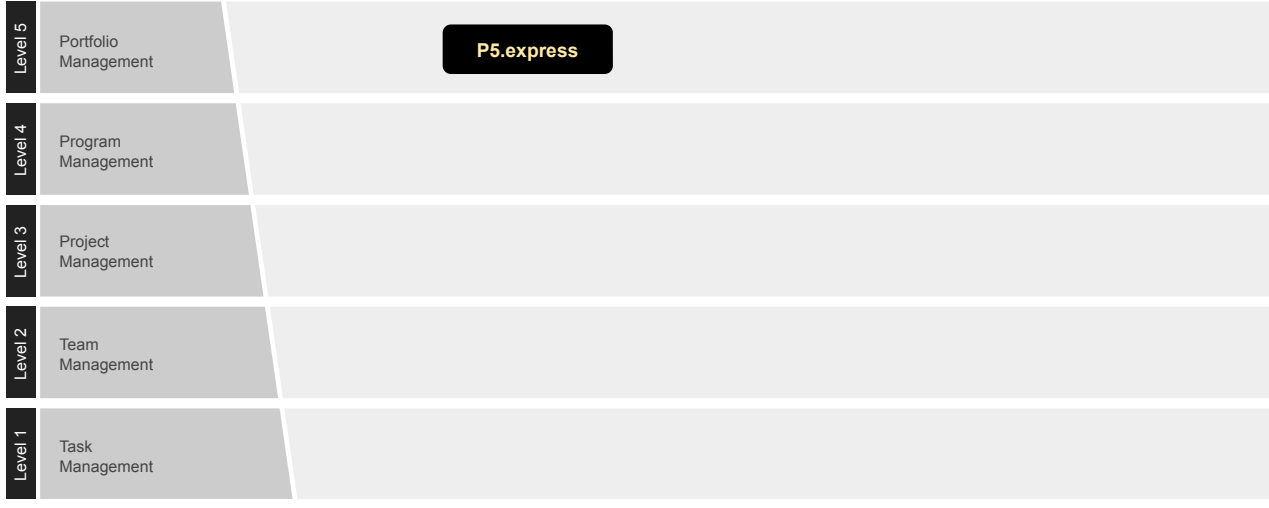 Level 5
Portfolio
Management
P5.express
Level 4
Program
Management
Level 3
Project
Management
Level 2
Team
Management
Level 1
Task
Management